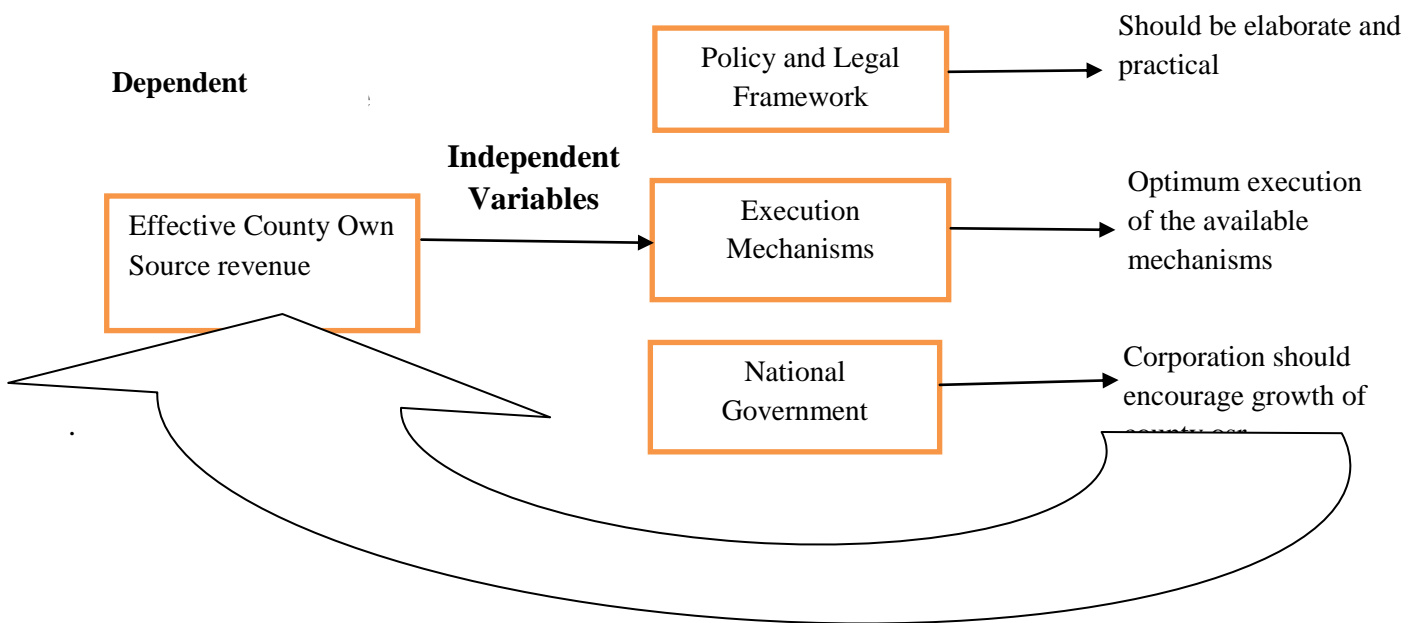 Dependent
Independent
Variables
Effective County Own
Source revenue
Policy and Legal
Framework
Execution
Mechanisms
National
Government
Should be elaborate and
practical
Optimum execution
of the available
mechanisms
Corporation should
encourage growth of